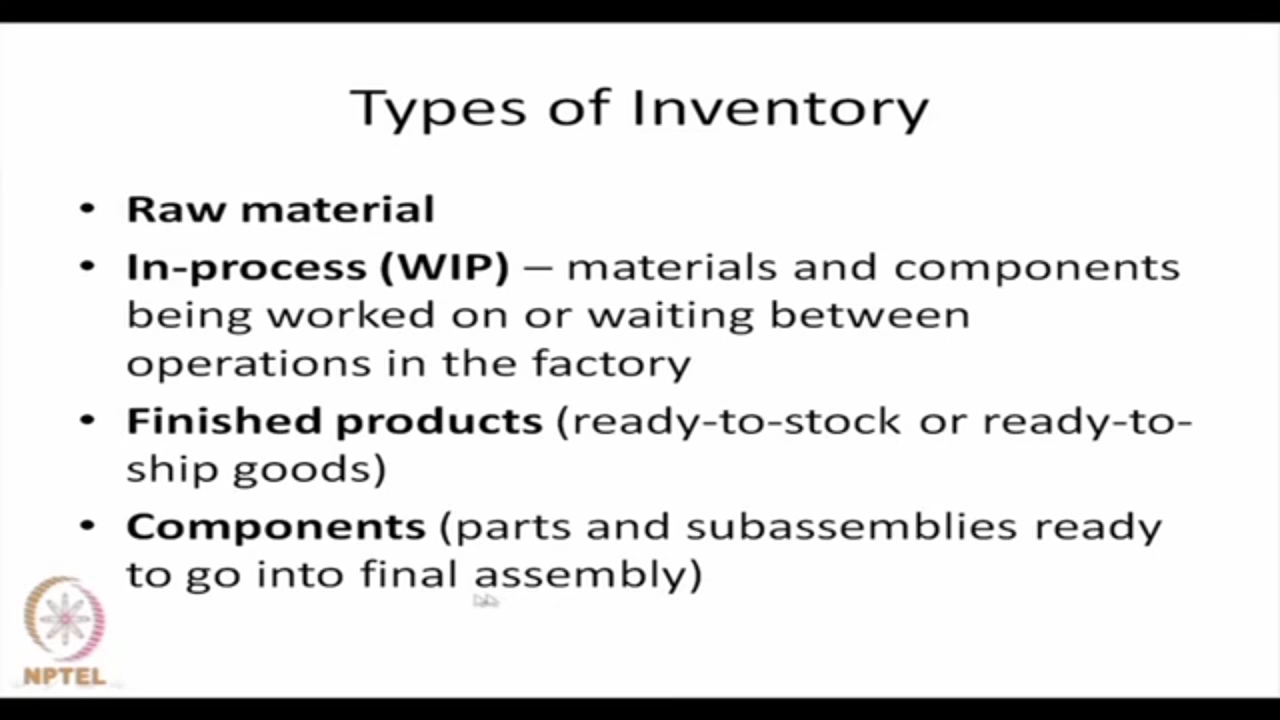 Types of Inventory
• Raw material
• In-process (WIP) – materials and components
being worked on or waiting between
operations in the factory
• Finished products (ready-to-stock or ready-to-
ship goods)
• Components (parts and subassemblies ready
to go into final assembly)
NPTEL